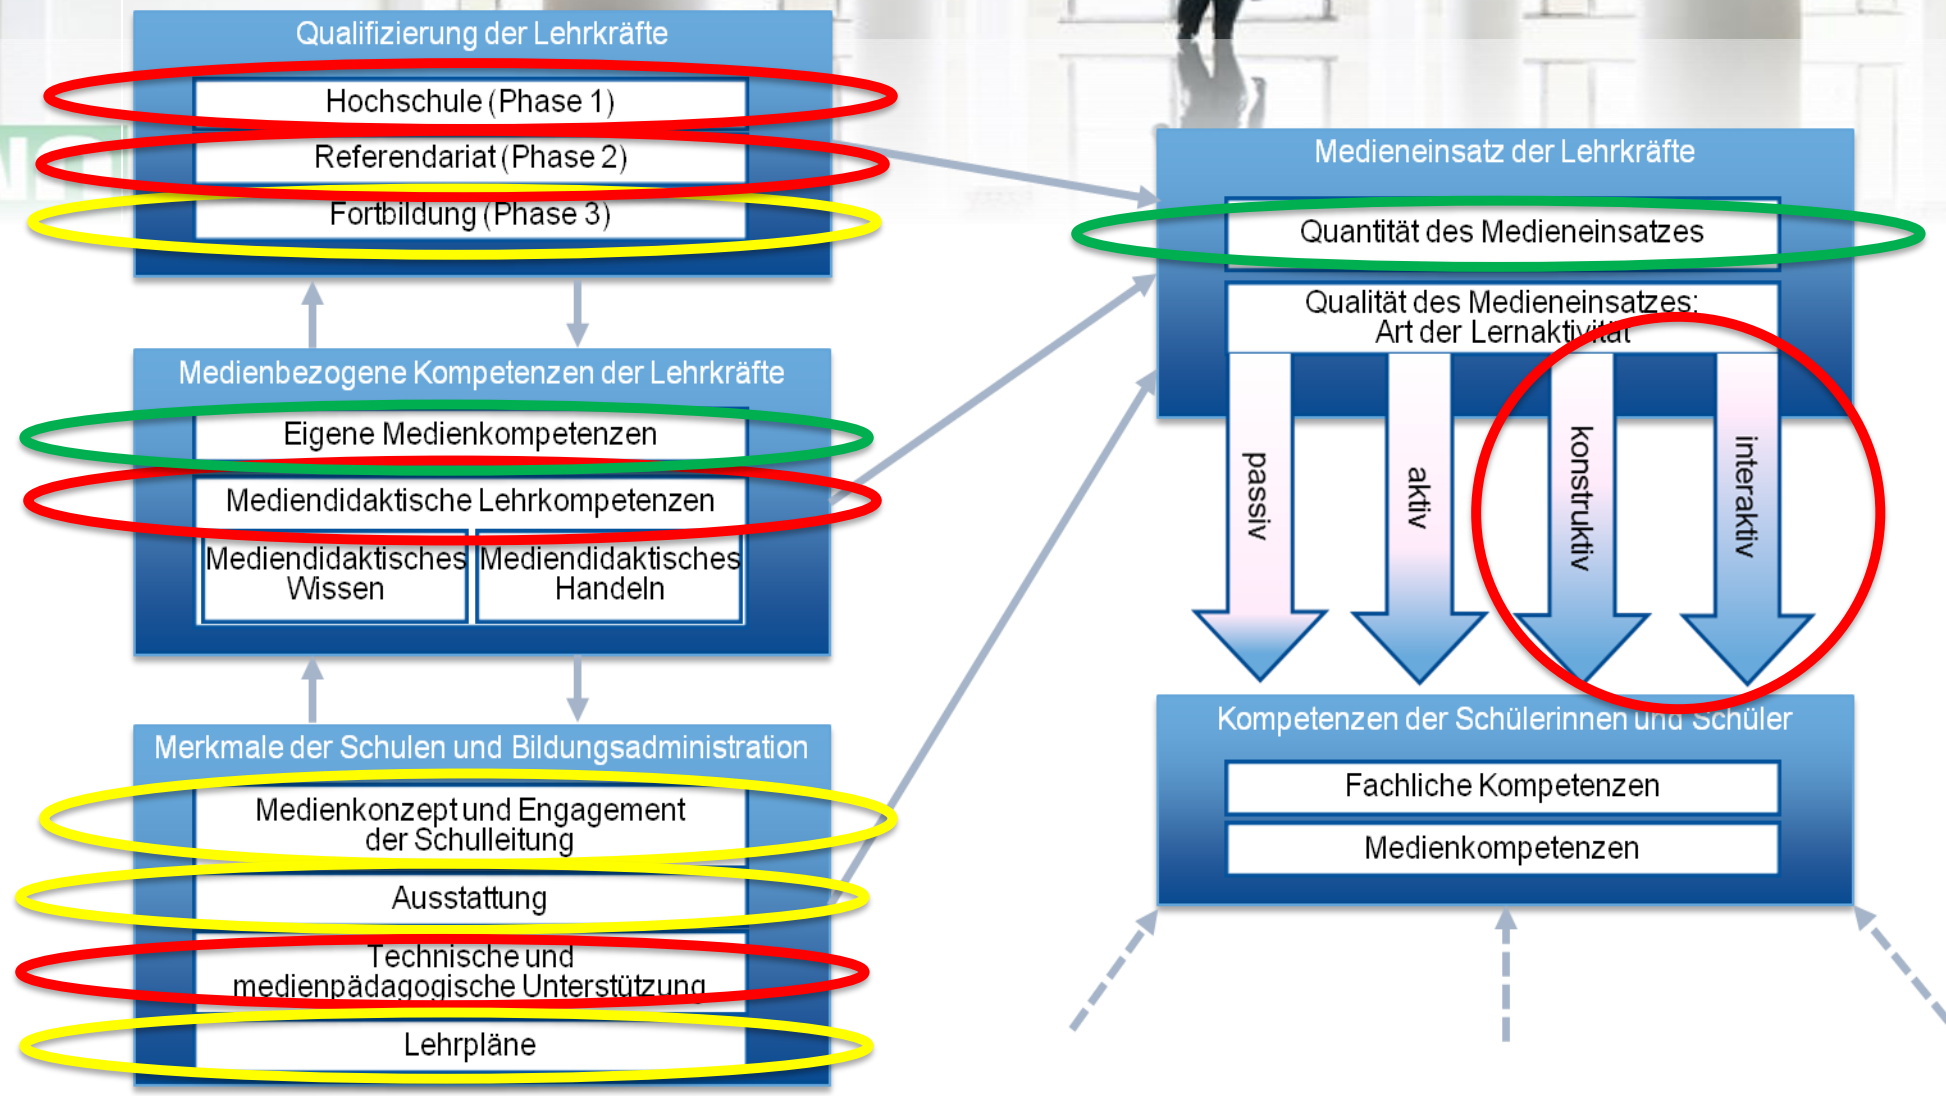 Qualifizierung der Lehrkräfte
Hochschule (Phase 1)
Referendariat (Phase 2)
Fortbildung (Phase 3)
Medienbezogene Kompetenzen der Lehrkräfte
Eigene Medienkompetenzen
Mediendidaktische Lehrkompetenzen
Mediendidaktisches
Wissen
Mediendidaktisches
Handeln
Merkmale der Schulen und Bildungsadministration
Medienkonzept und Engagement
der Schulleitung
Ausstattung
Technische und
medienpädagogische Unterstützung
Lehrpläne
Medieneinsatz der Lehrkräfte
Quantität des Medieneinsatzes
Qualität des Medieneinsatzes:
Art der Lernaktivität
passiv
aktiv
konstruktiv
interaktiv
Kompetenzen der Schülerinnen und Schüler
Fachliche Kompetenzen
Medienkompetenzen